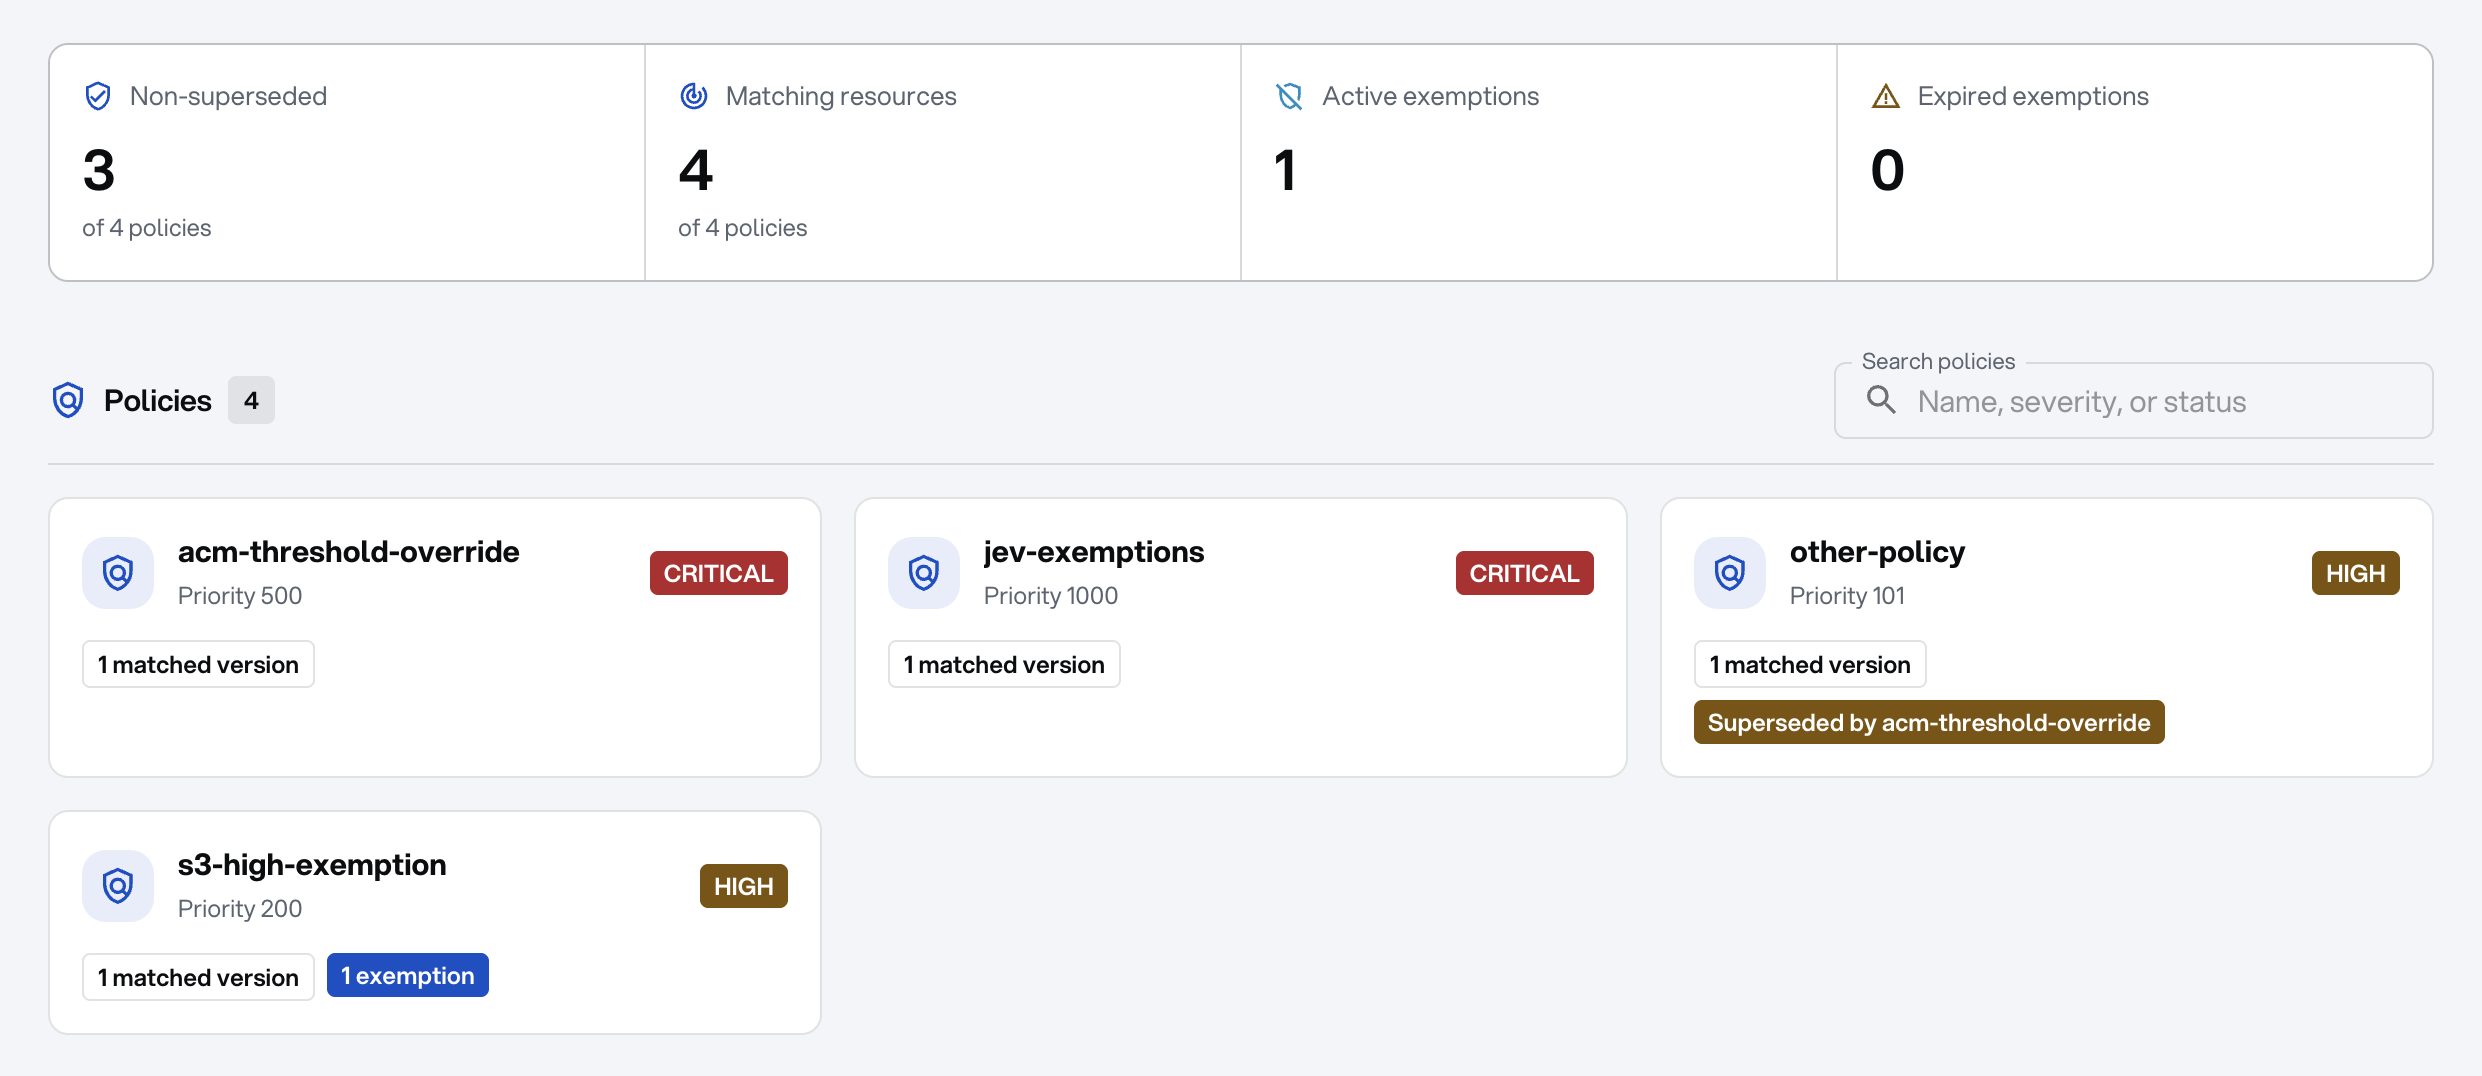 Non-superseded
3
of 4 policies
Matching resources
4
of 4 policies
Active exemptions
1
Expired exemptions
0
Policies 4
Search policies
Name, severity, or status
acm-threshold-override
Priority 500
CRITICAL
1 matched version
jev-exemptions
Priority 1000
CRITICAL
1 matched version
other-policy
Priority 101
HIGH
1 matched version
Superseded by acm-threshold-override
s3-high-exemption
Priority 200
HIGH
1 matched version
1 exemption